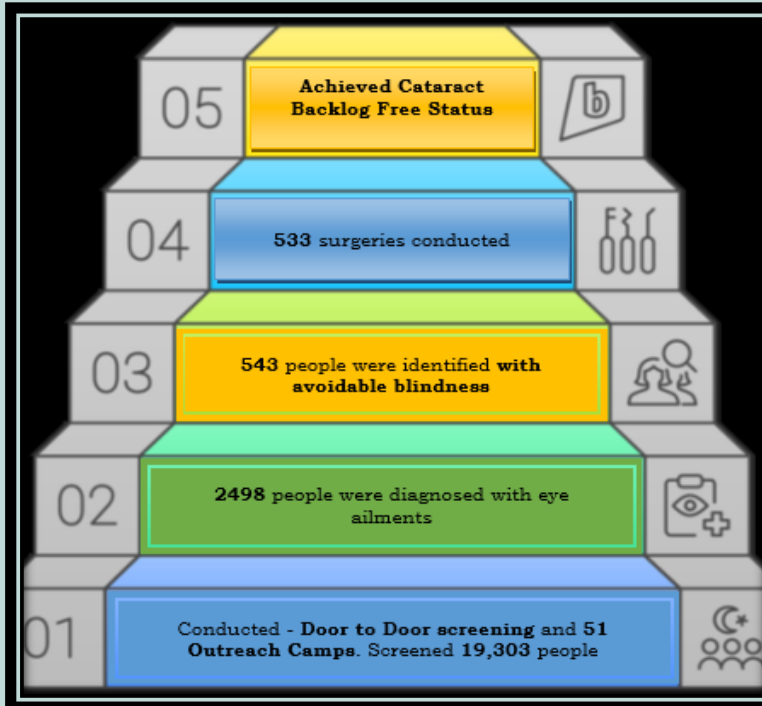 05
Achieved Cataract
Backlog Free Status
b
04
533 surgeries conducted
03
543 people were identified with
avoidable blindness
02
2498 people were diagnosed with eye
ailments
01
Conducted - Door to Door screening and 51
Outreach Camps. Screened 19,303 people